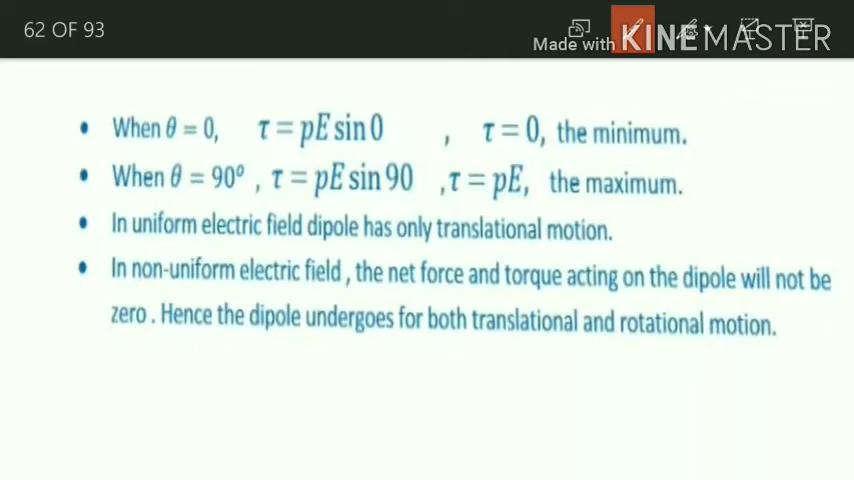 62 OF 93
Made with KINEMASTER
• When θ = 0, τ = pE sin 0 , τ = 0, the minimum.
• When θ = 90° , τ = pE sin 90 ,τ = pE, the maximum.
• In uniform electric field dipole has only translational motion.
• In non-uniform electric field , the net force and torque acting on the dipole will not be
zero . Hence the dipole undergoes for both translational and rotational motion.